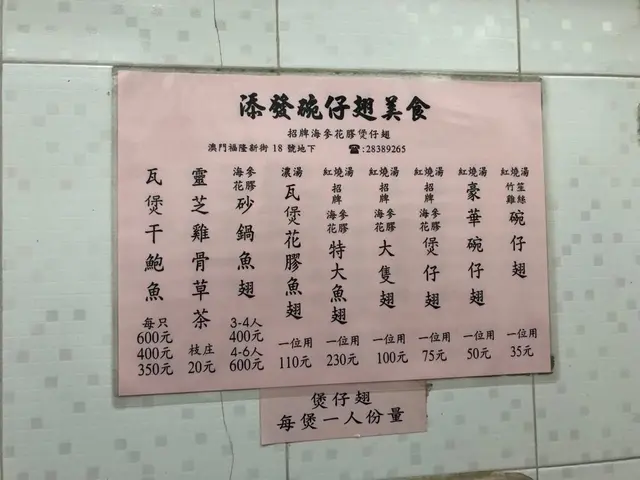 添發碗仔翅美食
招牌海參花膠煲仔翅
澳門福隆新街 18 號地下 ☎:28389265
紅燒湯 竹笙雞絲 碗仔翅 一位用 35元
紅燒湯 豪華碗仔翅 一位用 50元
紅燒湯 招牌 海參花膠 煲仔翅 一位用 75元
紅燒湯 招牌 海參花膠 大隻翅 一位用 100元
紅燒湯 招牌 海參花膠 特大魚翅 一位用 230元
濃湯 瓦煲花膠魚翅 一位用 110元
海參花膠 砂鍋魚翅 3-4人 400元 4-6人 600元
靈芝雞骨草茶 枝庄 20元
瓦煲干鮑魚 每只 600元 400元 350元
煲仔翅
每煲一人份量